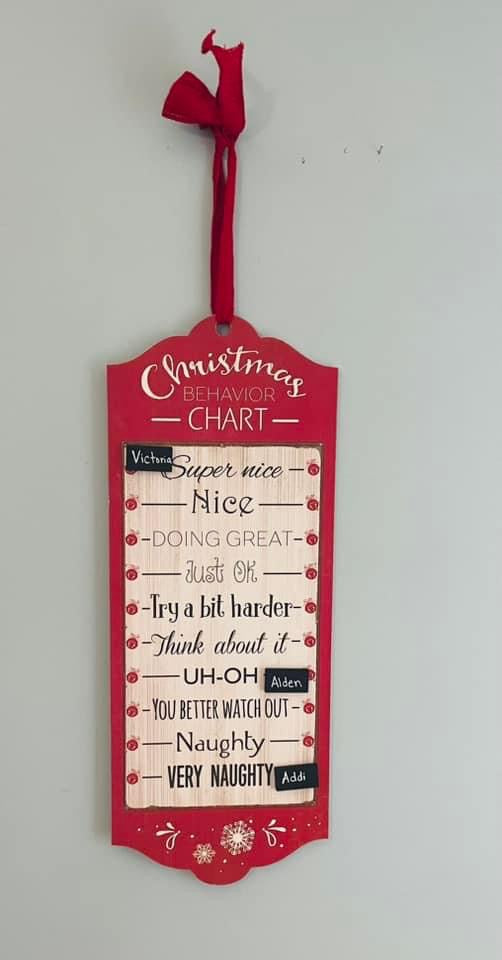 Christmas
BEHAVIOR
CHART
Victoria Super nice
Nice
DOING GREAT
Just OK
Try a bit harder
Think about it
UH-OH Alden
YOU BETTER WATCH OUT
Naughty
VERY NAUGHTY Addi